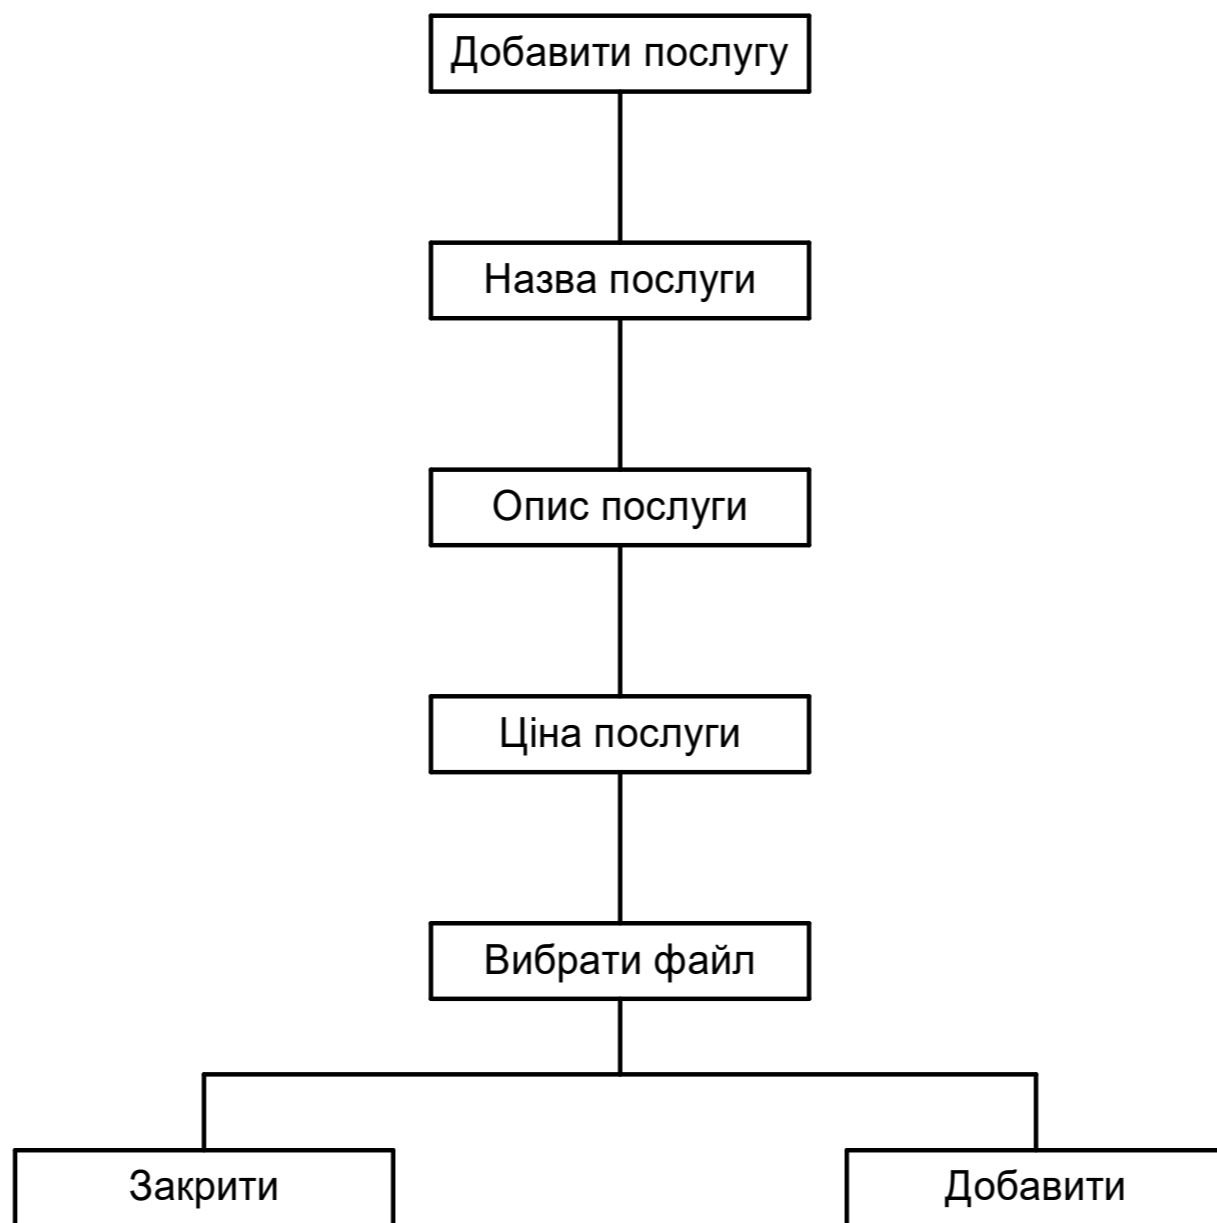 Добавити послугу
Назва послуги
Опис послуги
Ціна послуги
Вибрати файл
Закрити
Добавити